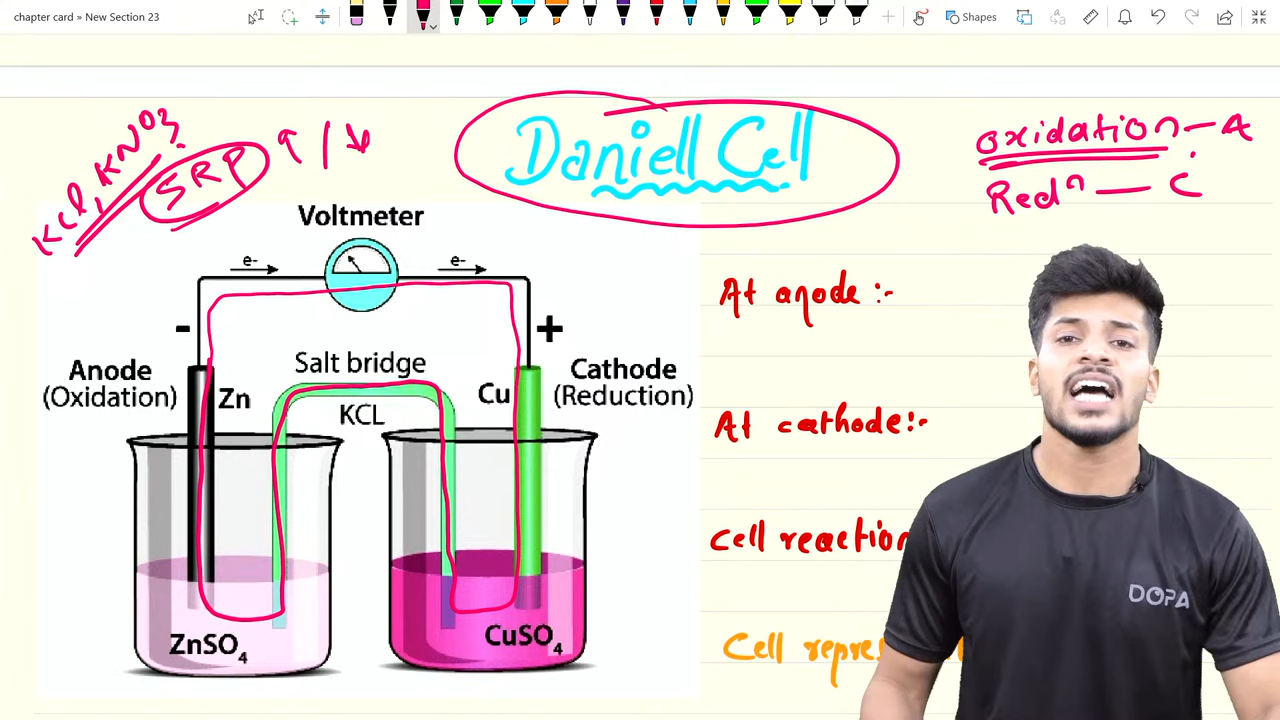 chapter card » New Section 23
Shapes
KCl, KNO3
SRP ↑ / ↓
Daniell Cell
oxidation — A
Redn — C
Voltmeter
e- e-
- +
Anode
(Oxidation)
Zn
Salt bridge
KCL
Cu
Cathode
(Reduction)
ZnSO4
CuSO4
At anode :-
At cathode:-
Cell reaction
Cell repres
DOPA